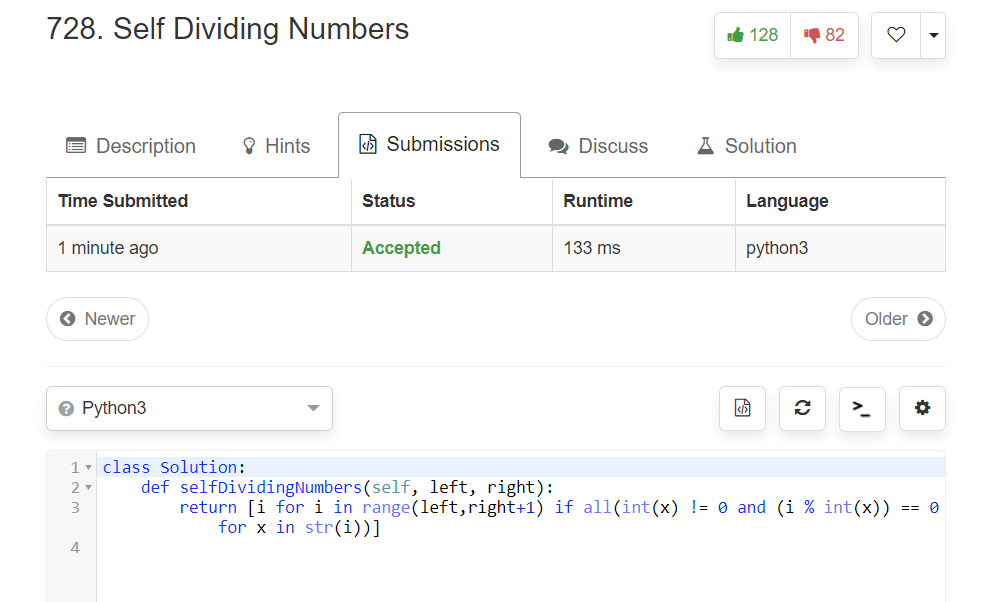 728. Self Dividing Numbers
128 82
Description Hints Submissions Discuss Solution
Time Submitted Status Runtime Language
1 minute ago Accepted 133 ms python3
Newer Older
Python3
1 class Solution:
2 def selfDividingNumbers(self, left, right):
3 return [i for i in range(left,right+1) if all(int(x) != 0 and (i % int(x)) == 0
for x in str(i))]
4